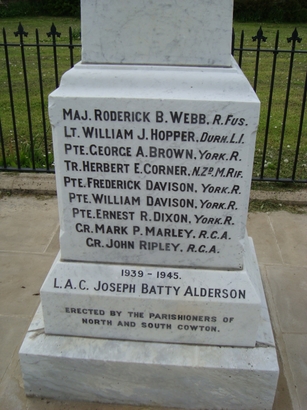 MAJ. RODERICK B. WEBB. R. FUS.
LT. WILLIAM J. HOPPER, DURH. L.I.
PTE. GEORGE A. BROWN, YORK. R.
TR. HERBERT E. CORNER, N.ZD. M. RIF.
PTE. FREDERICK DAVISON, YORK. R.
PTE. WILLIAM DAVISON, YORK. R.
PTE. ERNEST R. DIXON, YORK. R.
GR. MARK P. MARLEY. R.G.A.
GR. JOHN RIPLEY. R.G.A.
1939 - 1945.
L.A.C. JOSEPH BATTY ALDERSON
ERECTED BY THE PARISHIONERS OF
NORTH AND SOUTH COWTON.